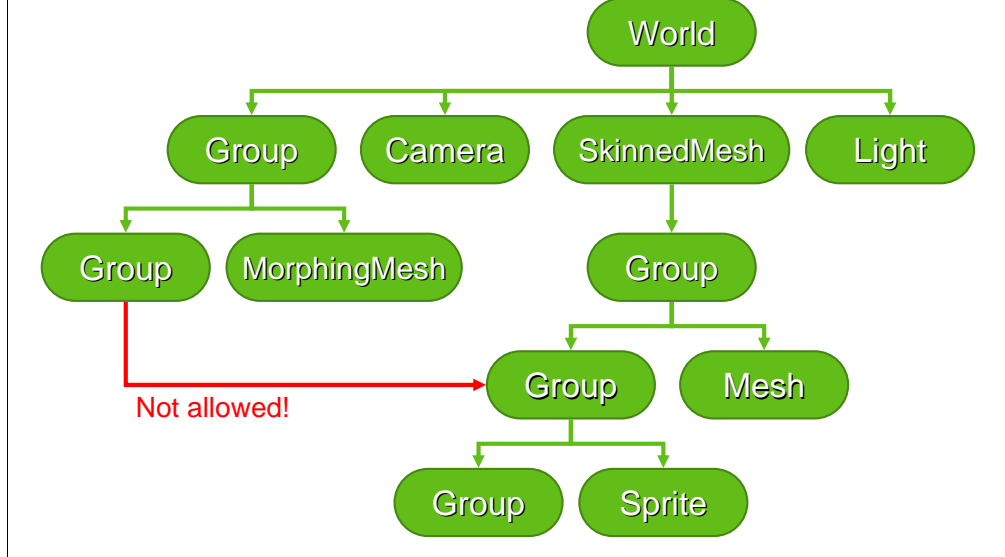 World
Group
Camera
SkinnedMesh
Light
Group
MorphingMesh
Group
Group
Mesh
Not allowed!
Group
Sprite